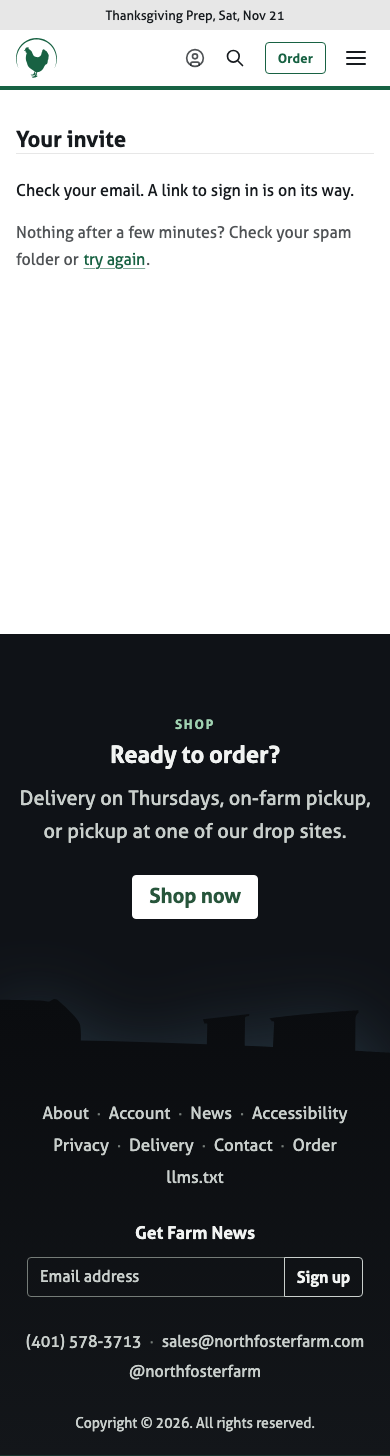 Thanksgiving Prep, Sat, Nov 21
Order
Your invite
Check your email. A link to sign in is on its way.
Nothing after a few minutes? Check your spam
folder or try again.
SHOP
Ready to order?
Delivery on Thursdays, on-farm pickup,
or pickup at one of our drop sites.
Shop now
About · Account · News · Accessibility
Privacy · Delivery · Contact · Order
llms.txt
Get Farm News
Email address
Sign up
(401) 578-3713 · sales@northfosterfarm.com
@northfosterfarm
Copyright © 2026. All rights reserved.